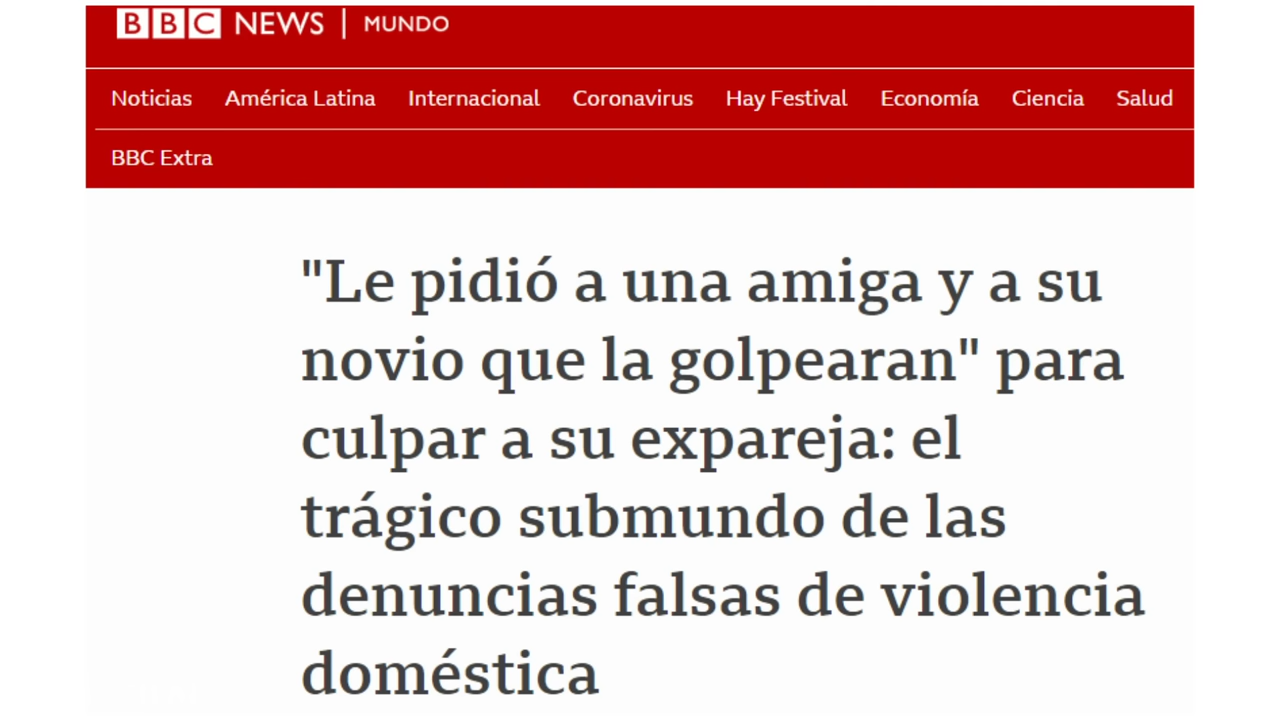 BBC NEWS | MUNDO
Noticias América Latina Internacional Coronavirus Hay Festival Economía Ciencia Salud
BBC Extra
"Le pidió a una amiga y a su
novio que la golpearan" para
culpar a su expareja: el
trágico submundo de las
denuncias falsas de violencia
doméstica